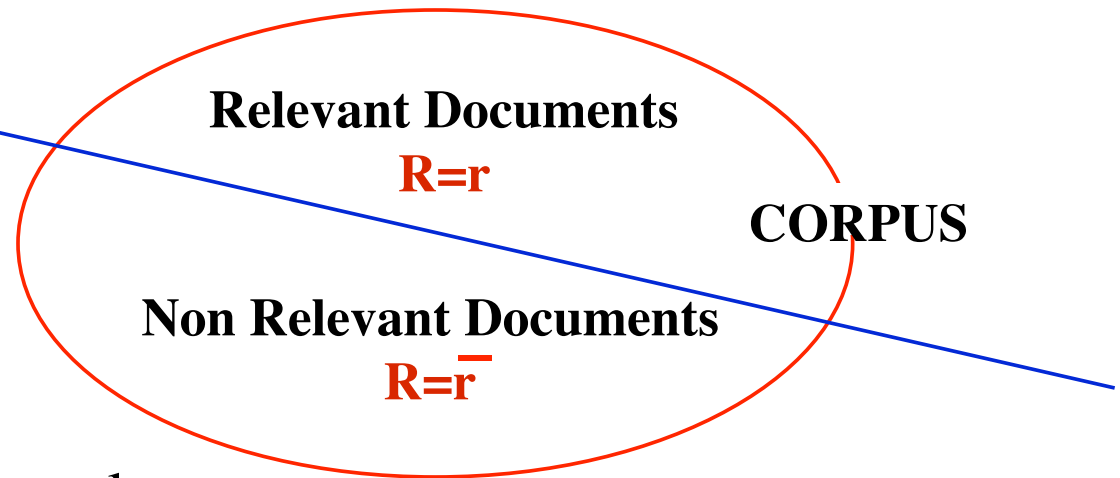 Relevant Documents
R=r
CORPUS
Non Relevant Documents
R=r̅